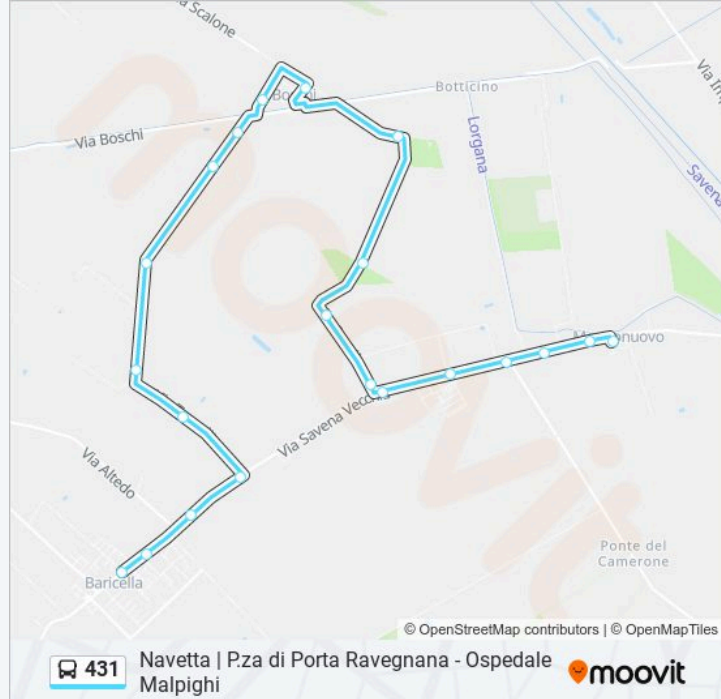 Via Scalone
Botticino
Via Boschi
Lorgana
Savena
Via Savena Vecchia
Via Altedo
Baricella
Ponte del
Camerone
© OpenStreetMap contributors | © OpenMapTiles
431
Navetta | P.za di Porta Ravegnana - Ospedale
Malpighi
moovit
moovit